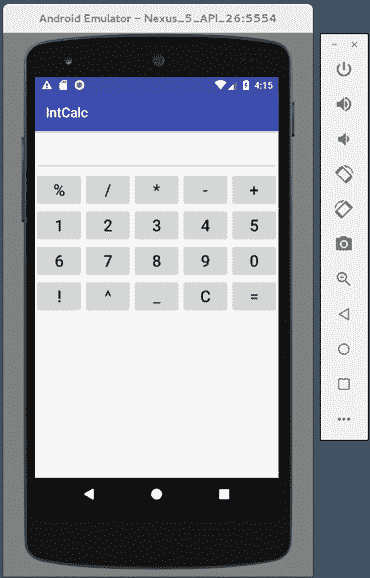 Android Emulator - Nexus_5_API_26:5554
4:15
IntCalc
% / * - +
1 2 3 4 5
6 7 8 9 0
! ^ _ C =